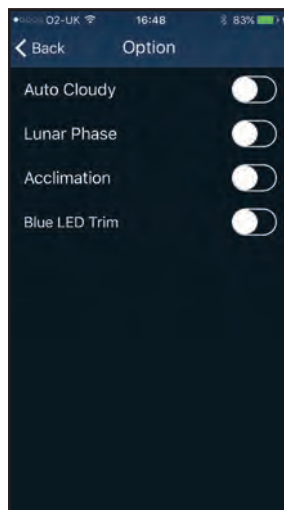 O2-UK 16:48 83%
Back Option
Auto Cloudy
Lunar Phase
Acclimation
Blue LED Trim